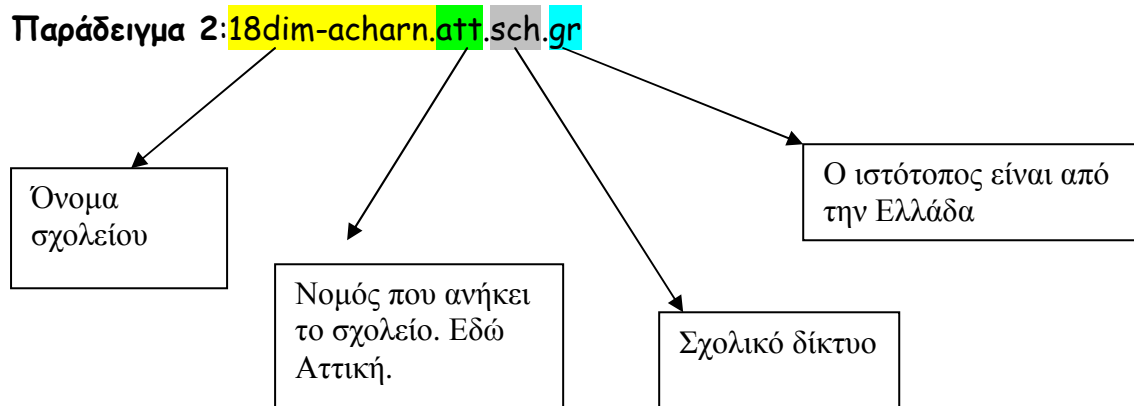 Παράδειγμα 2:18dim-acharn.att.sch.gr
Όνομα
σχολείου
Νομός που ανήκει
το σχολείο. Εδώ
Αττική.
Σχολικό δίκτυο
Ο ιστότοπος είναι από
την Ελλάδα